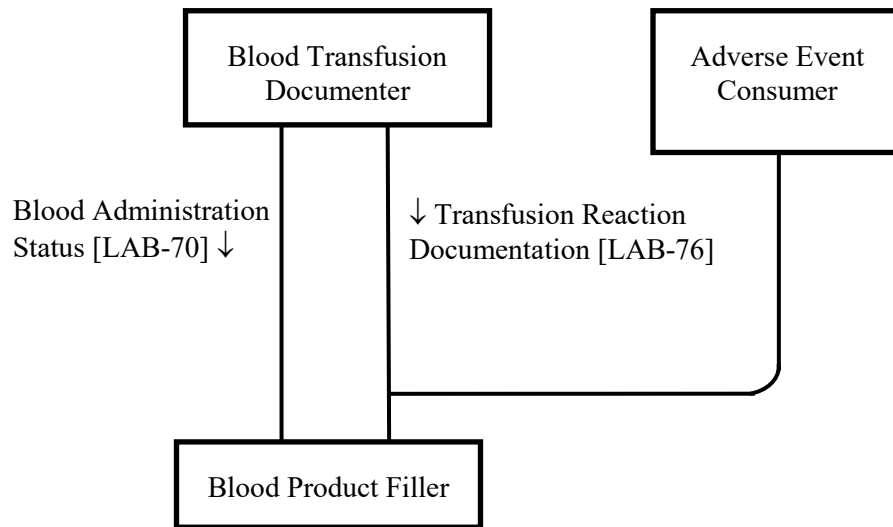 Blood Transfusion
Documenter
Adverse Event
Consumer
Blood Administration
Status [LAB-70] ↓
↓ Transfusion Reaction
Documentation [LAB-76]
Blood Product Filler